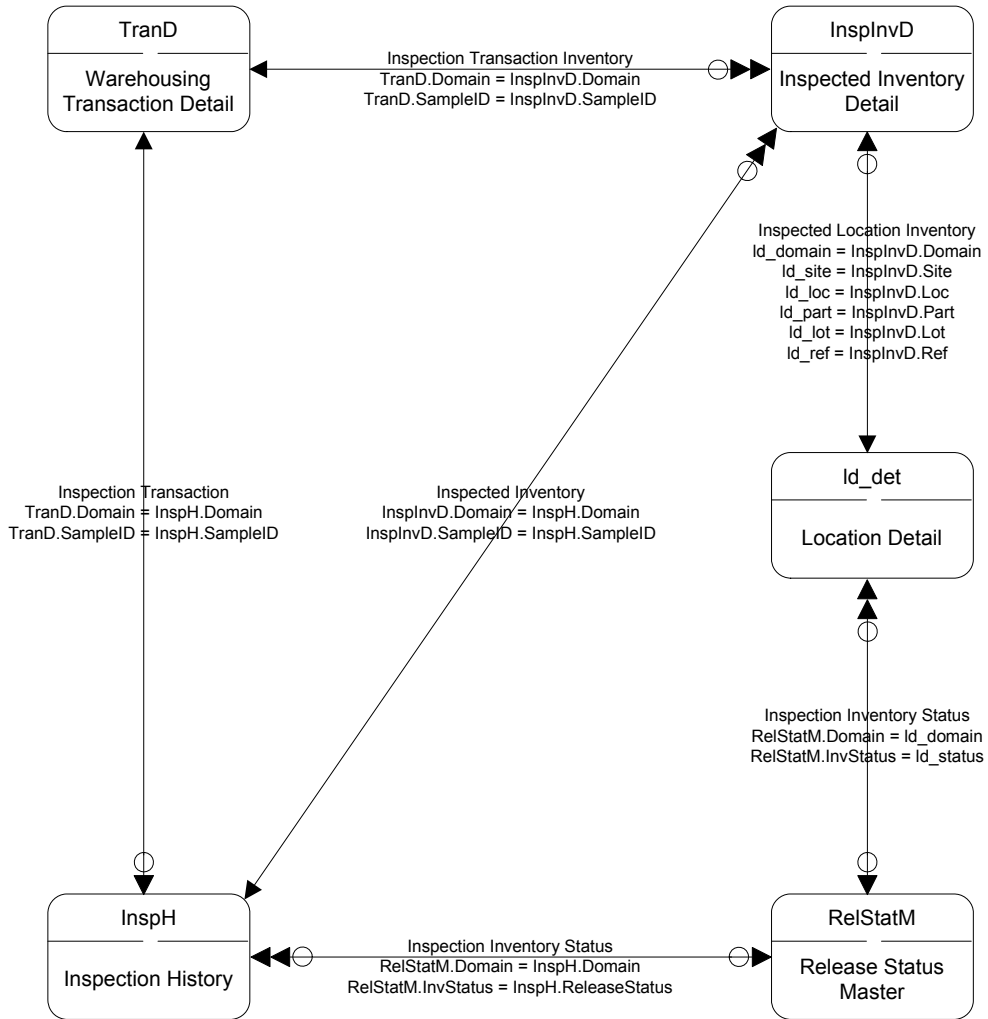 TranD
Warehousing
Transaction Detail
Inspection Transaction Inventory
TranD.Domain = InspInvD.Domain
TranD.SampleID = InspInvD.SampleID
InspInvD
Inspected Inventory
Detail
Inspected Location Inventory
ld_domain = InspInvD.Domain
ld_site = InspInvD.Site
ld_loc = InspInvD.Loc
ld_part = InspInvD.Part
ld_lot = InspInvD.Lot
ld_ref = InspInvD.Ref
ld_det
Location Detail
Inspection Transaction
TranD.Domain = InspH.Domain
TranD.SampleID = InspH.SampleID
Inspected Inventory
InspInvD.Domain = InspH.Domain
InspInvD.SampleID = InspH.SampleID
Inspection Inventory Status
RelStatM.Domain = ld_domain
RelStatM.InvStatus = ld_status
InspH
Inspection History
Inspection Inventory Status
RelStatM.Domain = InspH.Domain
RelStatM.InvStatus = InspH.ReleaseStatus
RelStatM
Release Status
Master